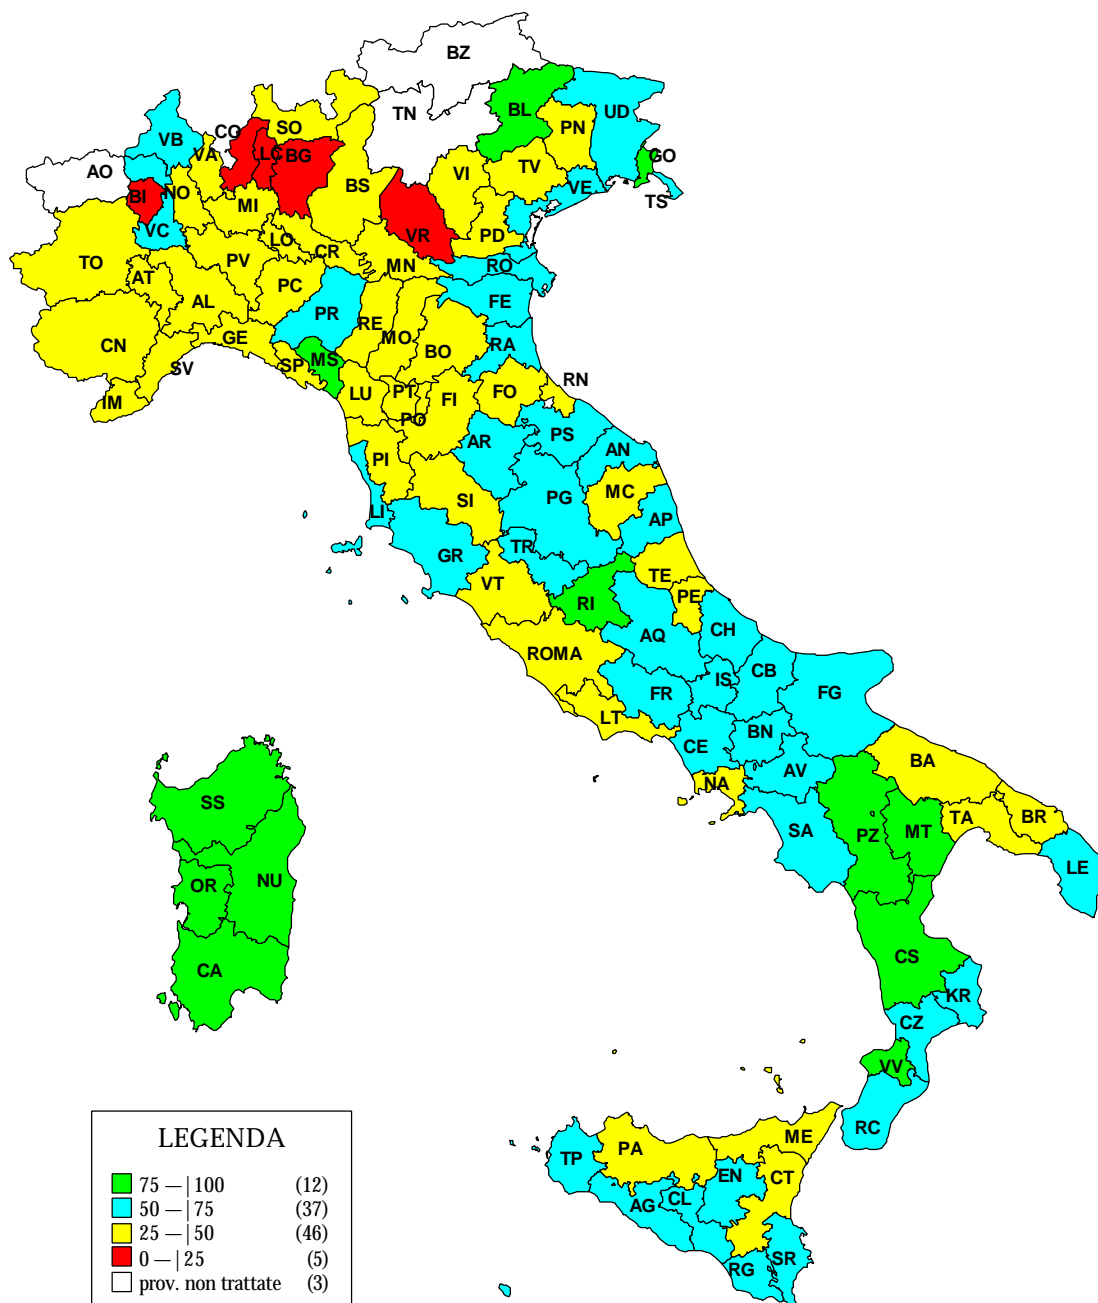 BZ
BL
UD
TN
PN
CO
SO
VB
VA
LC
BG
GO
AO
VI
TV
BS
VE
BI
NO
MI
TS
VC
VR
PD
LO
CR
TO
PV
MN
RO
AT
PC
AL
PR
FE
RE
GE
MO
RA
CN
BO
SV
SP
MS
RN
IM
LU
PT
FI
FO
PO
AR
PS
AN
PI
MC
SI
PG
LI
AP
GR
TR
VT
TE
PE
RI
AQ
CH
ROMA
CB
IS
FR
FG
LT
BN
CE
BA
AV
NA
SS
TA
BR
SA
PZ
MT
LE
NU
OR
CS
CA
KR
CZ
VV
RC
ME
PA
TP
EN
CT
AG
CL
SR
RG
LEGENDA
75 —| 100 (12)
50 —| 75 (37)
25 —| 50 (46)
0 —| 25 (5)
prov. non trattate (3)